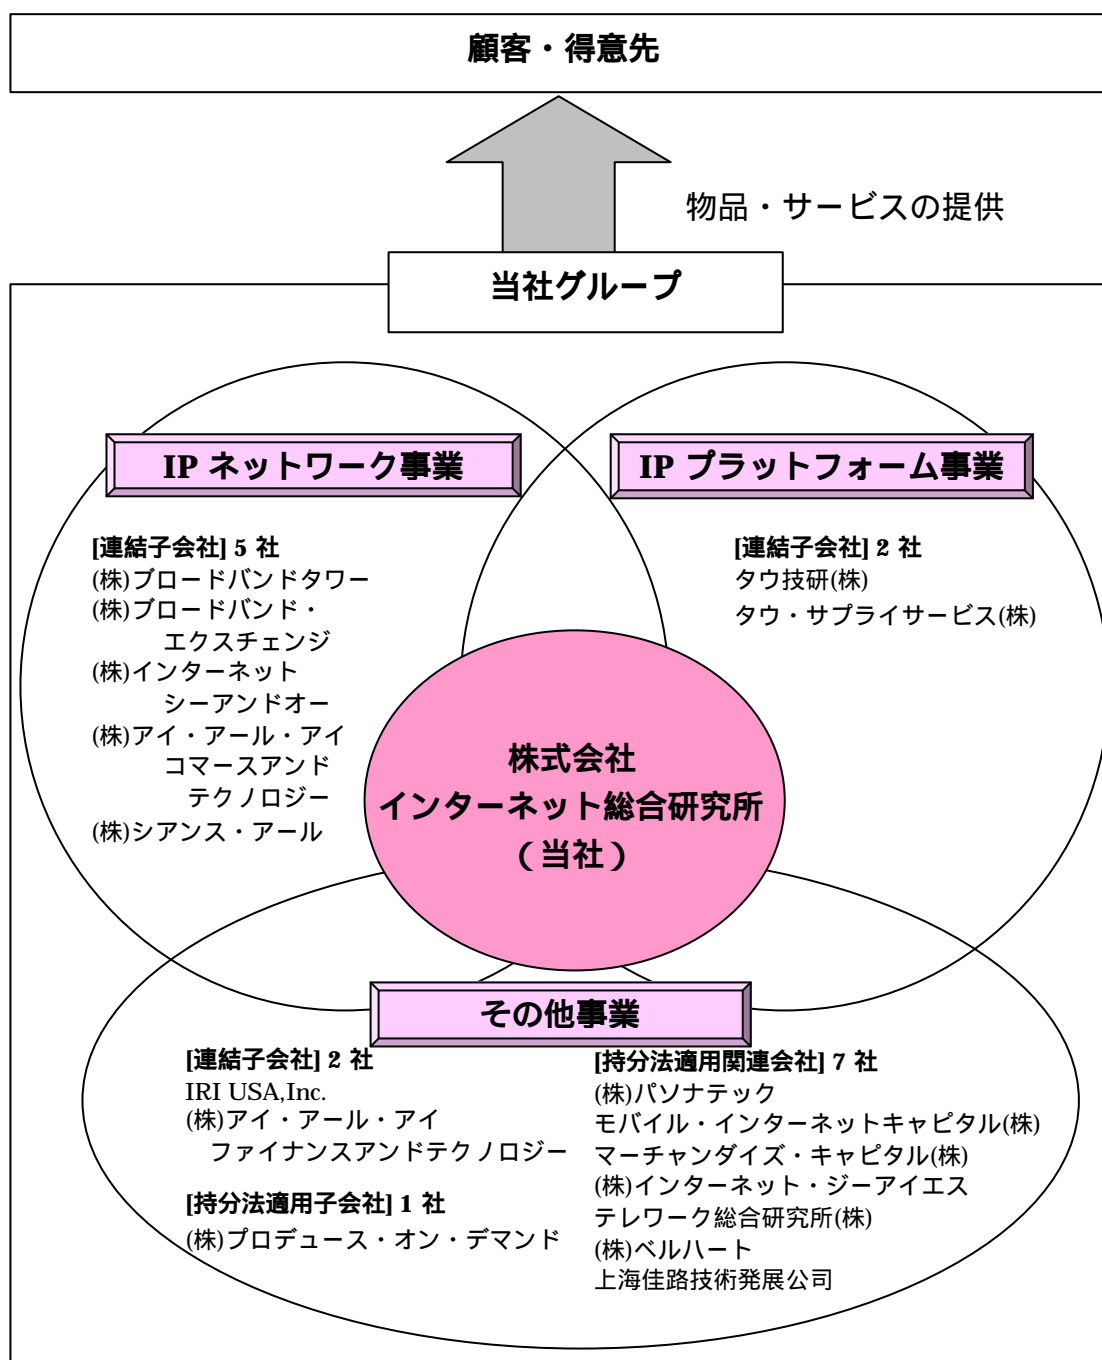 顧客・得意先
物品・サービスの提供
当社グループ
IP ネットワーク事業
[連結子会社] 5 社
(株)ブロードバンドタワー
(株)ブロードバンド・
エクスチェンジ
(株)インターネット
シーアンドオー
(株)アイ・アール・アイ
コマースアンド
テクノロジー
(株)シアンス・アール
IP プラットフォーム事業
[連結子会社] 2 社
タウ技研(株)
タウ・サプライサービス(株)
株式会社
インターネット総合研究所
(当社)
その他事業
[連結子会社] 2 社
IRI USA,Inc.
(株)アイ・アール・アイ
ファイナンスアンドテクノロジー
[持分法適用子会社] 1 社
(株)プロデュース・オン・デマンド
[持分法適用関連会社] 7 社
(株)パソナテック
モバイル・インターネットキャピタル(株)
マーチャンダイズ・キャピタル(株)
(株)インターネット・ジーアイエス
テレワーク総合研究所(株)
(株)ベルハート
上海佳路技術発展公司